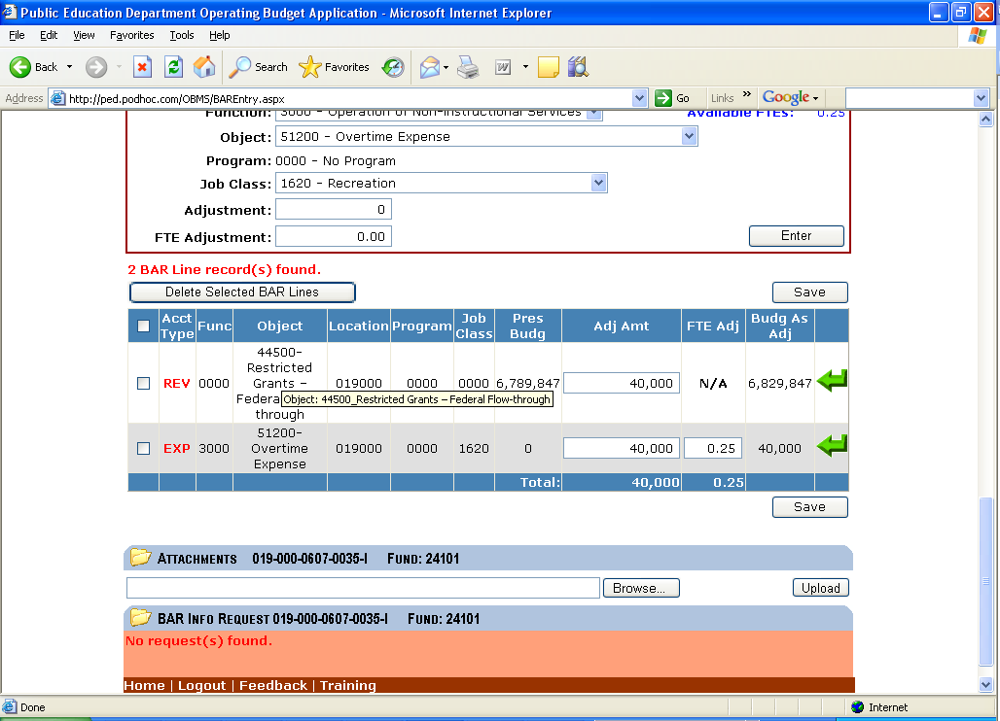 Public Education Department Operating Budget Application - Microsoft Internet Explorer
File Edit View Favorites Tools Help
Back Search Favorites
Address http://ped.podhoc.com/OBMS/BAREntry.aspx Go Links » Google
Function: 3000 - Operation of Non-Instructional Services Available FTEs: 0.25
Object: 51200 - Overtime Expense
Program: 0000 - No Program
Job Class: 1620 - Recreation
Adjustment: 0
FTE Adjustment: 0.00 Enter
2 BAR Line record(s) found.
Delete Selected BAR Lines Save
Acct Type Func Object Location Program Job Class Pres Budg Adj Amt FTE Adj Budg As Adj
44500-
Restricted
REV 0000 Grants – 019000 0000 0000 6,789,847 40,000 N/A 6,829,847
Federa
Object: 44500_Restricted Grants – Federal Flow-through
through
51200-
EXP 3000 Overtime 019000 0000 1620 0 40,000 0.25 40,000
Expense
Total: 40,000 0.25
Save
Attachments 019-000-0607-0035-I Fund: 24101
Browse... Upload
BAR Info Request 019-000-0607-0035-I Fund: 24101
No request(s) found.
Home | Logout | Feedback | Training
Done Internet